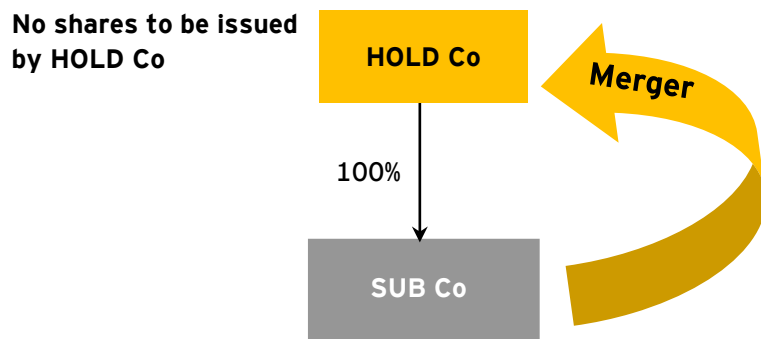 No shares to be issued
by HOLD Co
HOLD Co
Merger
100%
SUB Co